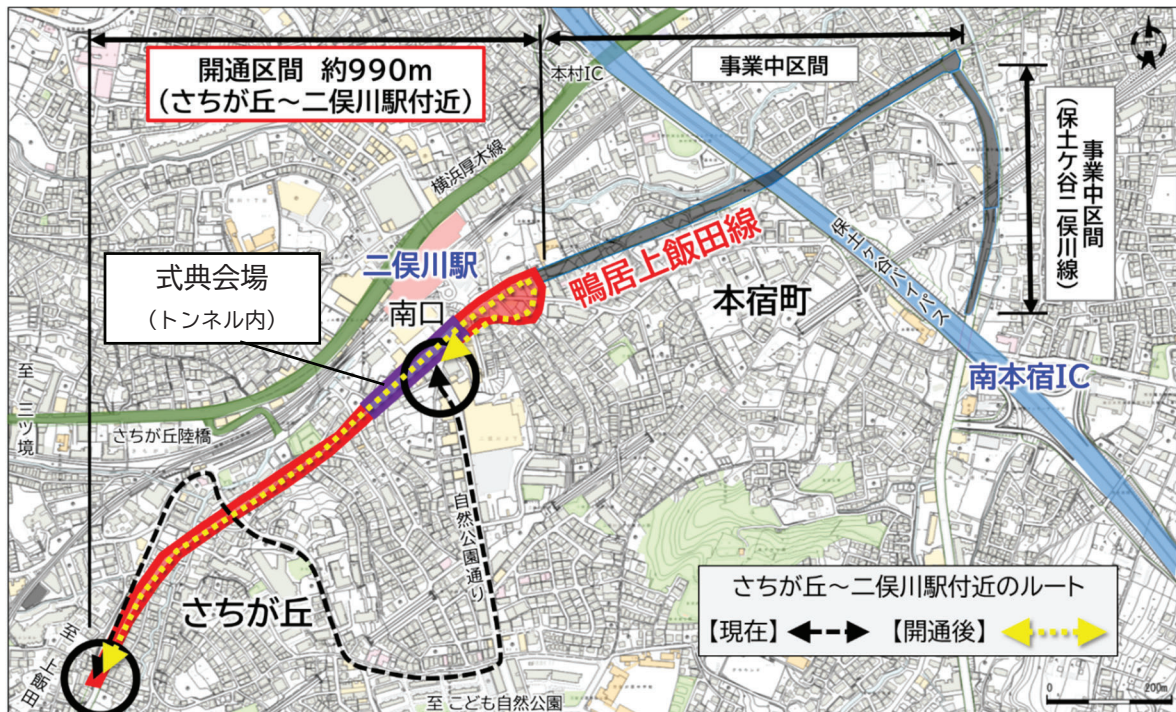 開通区間 約990m
(さちが丘~二俣川駅付近)
本村IC
事業中区間
事業中区間
(保土ケ谷二俣川線)
横浜厚木線
二俣川駅
南口
式典会場
(トンネル内)
鴨居上飯田線
本宿町
保土ヶ谷バイパス
南本宿IC
至 三ツ境
さちが丘陸橋
自然公園通り
さちが丘
至 上飯田
至 こども自然公園
さちが丘~二俣川駅付近のルート
【現在】 【開通後】
0 200m